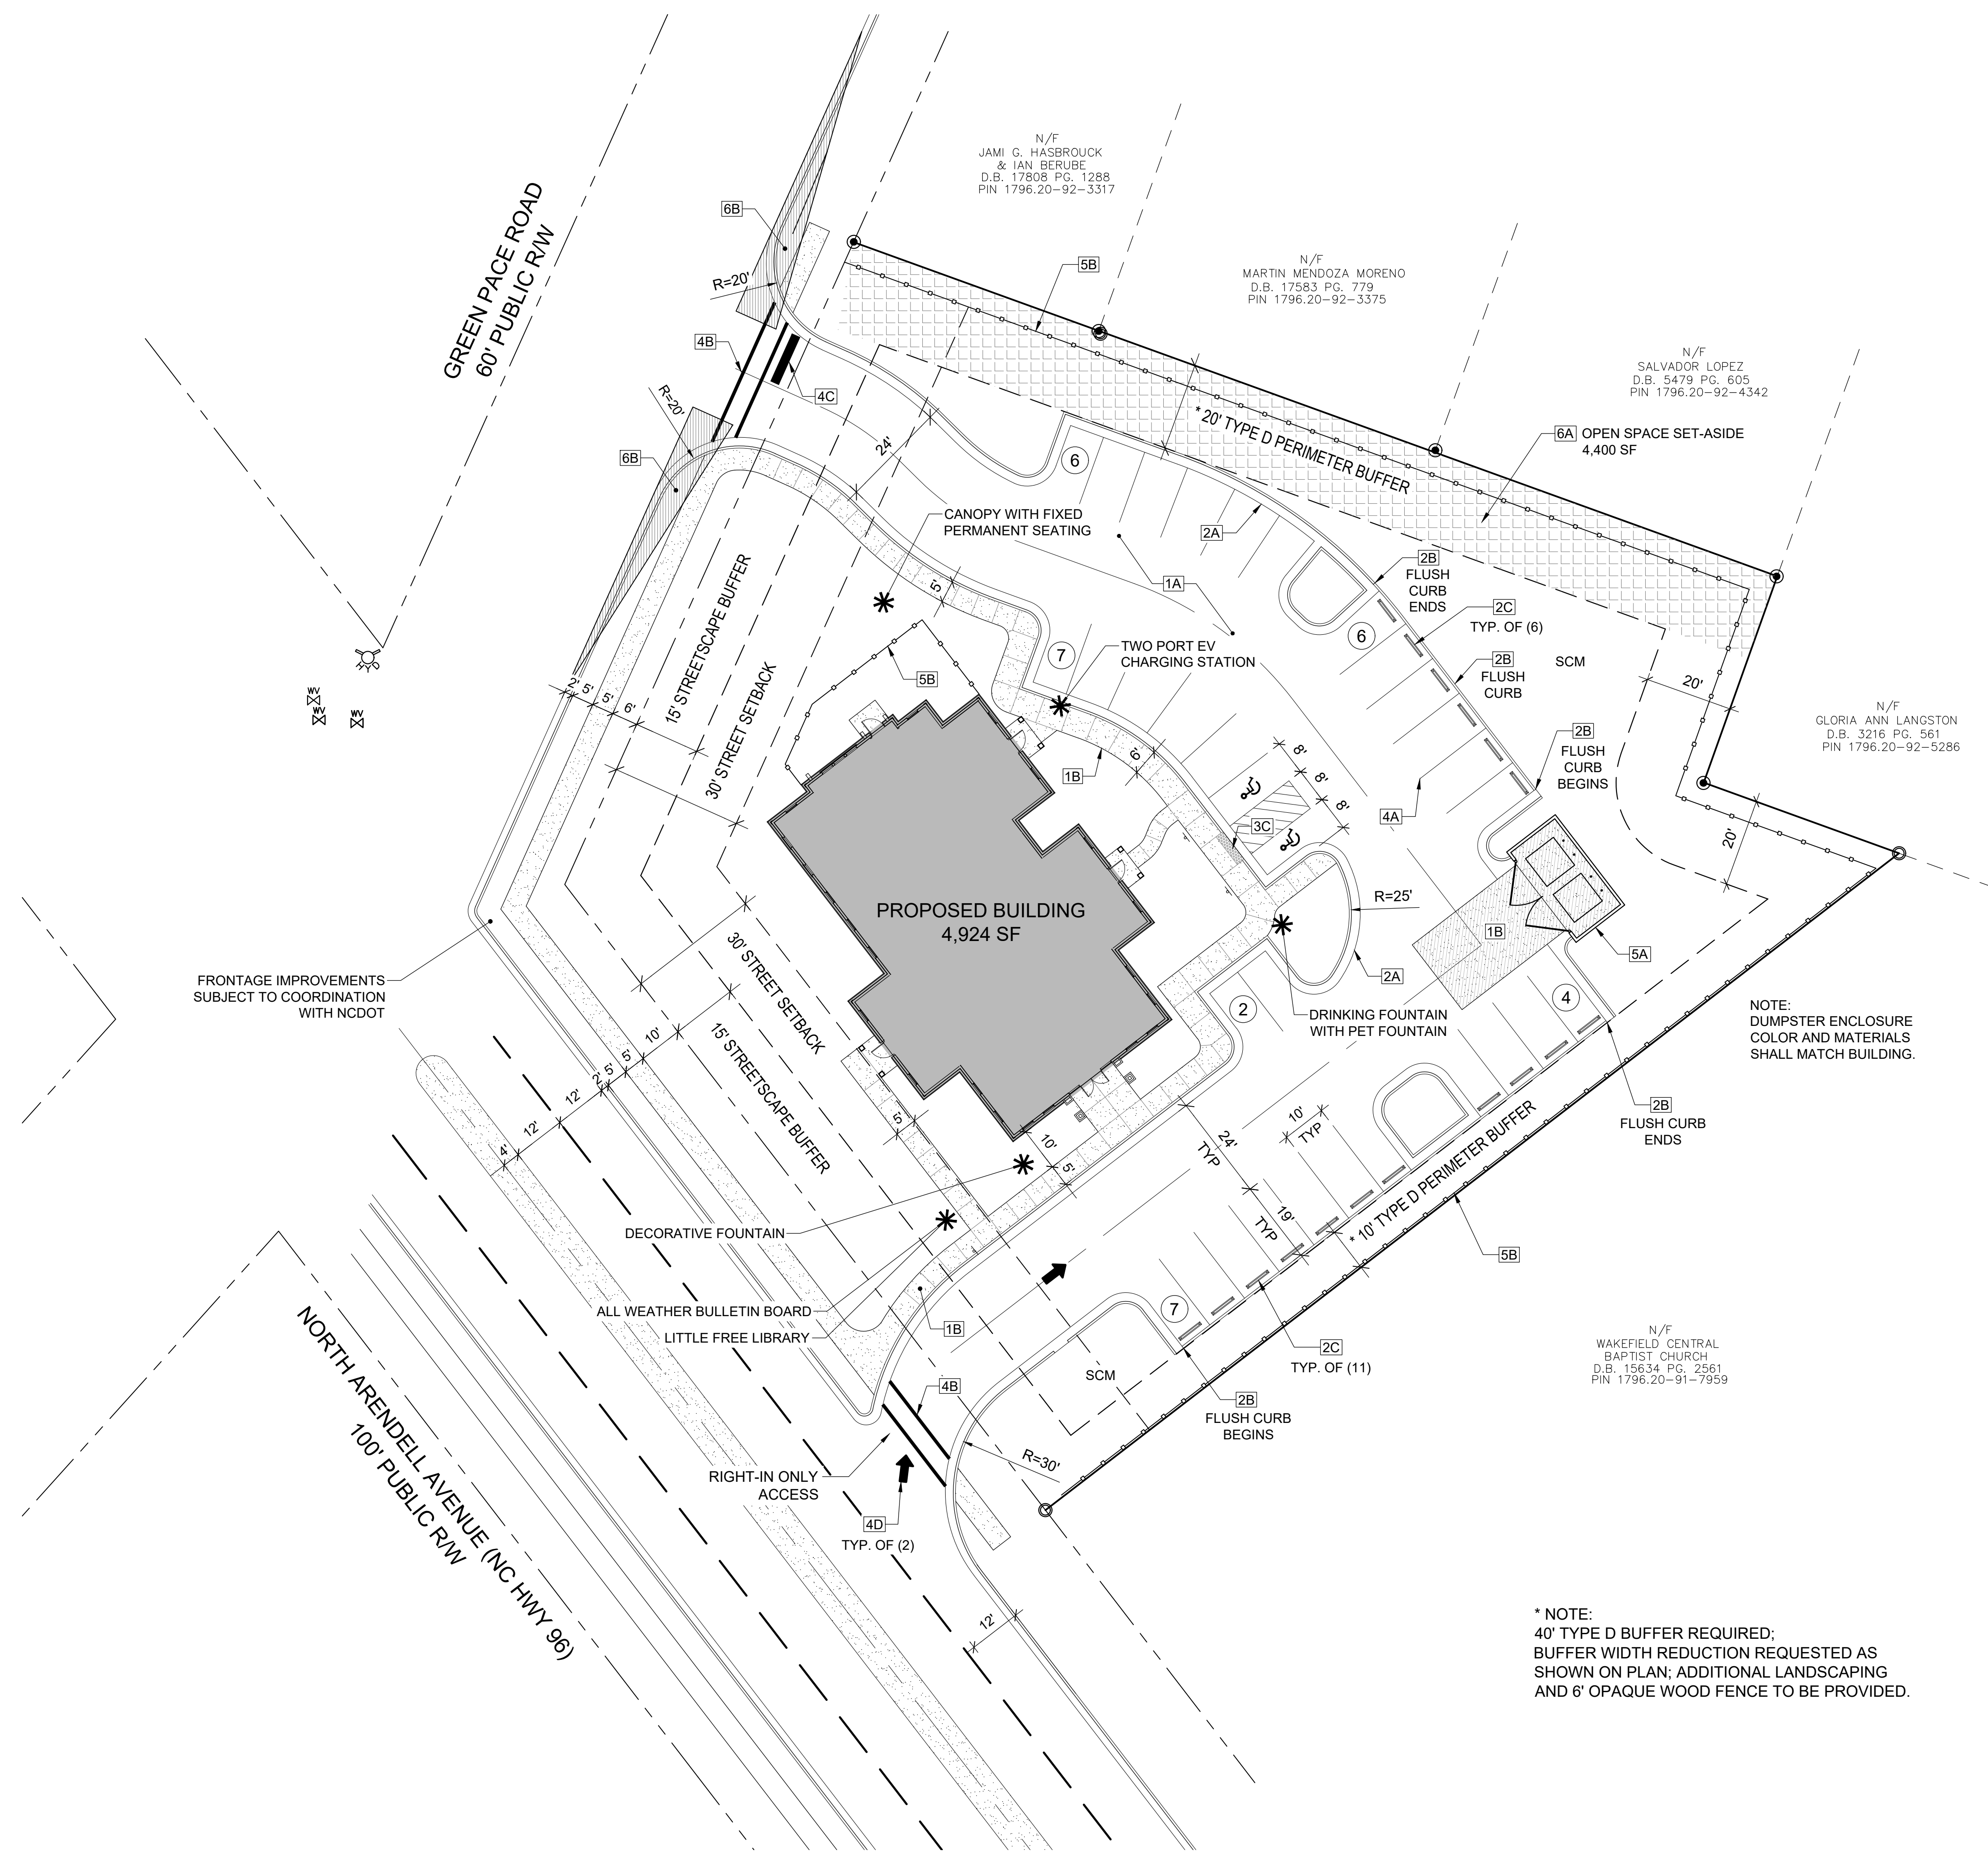 GREEN PACE ROAD
60' PUBLIC R/W
N/F
JAMI G. HASBROUCK
& IAN BERUBE
D.B. 17808 PG. 1288
PIN 1796.20-92-3317
N/F
MARTIN MENDOZA MORENO
D.B. 17583 PG. 779
PIN 1796.20-92-3375
N/F
SALVADOR LOPEZ
D.B. 5479 PG. 605
PIN 1796.20-92-4342
N/F
GLORIA ANN LANGSTON
D.B. 3216 PG. 561
PIN 1796.20-92-5286
6B
R=20'
5B
4B
4C
R=20'
6B
24'
6
* 20' TYPE D PERIMETER BUFFER
6A OPEN SPACE SET-ASIDE
4,400 SF
CANOPY WITH FIXED
PERMANENT SEATING
2A
1A
2B
FLUSH
CURB
ENDS
2C
TYP. OF (6)
6
2B
FLUSH
CURB
SCM
20'
2B
FLUSH
CURB
BEGINS
20'
5'
7
TWO PORT EV
CHARGING STATION
5B
15' STREETSCAPE BUFFER
30' STREET SETBACK
2'
5'
5'
6'
WV
WV
WV
HYD
1B
6'
8'
8'
8'
3C
4A
PROPOSED BUILDING
4,924 SF
R=25'
2A
1B
5A
4
2
DRINKING FOUNTAIN
WITH PET FOUNTAIN
NOTE:
DUMPSTER ENCLOSURE
COLOR AND MATERIALS
SHALL MATCH BUILDING.
2B
FLUSH CURB
ENDS
FRONTAGE IMPROVEMENTS
SUBJECT TO COORDINATION
WITH NCDOT
30' STREET SETBACK
15' STREETSCAPE BUFFER
10'
5'
5'
2'
12'
12'
4'
5'
10'
5'
24'
TYP
10'
TYP
19'
TYP
* 10' TYPE D PERIMETER BUFFER
5B
DECORATIVE FOUNTAIN
ALL WEATHER BULLETIN BOARD
LITTLE FREE LIBRARY
1B
7
2C
TYP. OF (11)
SCM
2B
FLUSH CURB
BEGINS
4B
R=30'
RIGHT-IN ONLY
ACCESS
4D
TYP. OF (2)
12'
N/F
WAKEFIELD CENTRAL
BAPTIST CHURCH
D.B. 15634 PG. 2561
PIN 1796.20-91-7959
NORTH ARENDELL AVENUE (NC HWY 96)
100' PUBLIC R/W
* NOTE:
40' TYPE D BUFFER REQUIRED;
BUFFER WIDTH REDUCTION REQUESTED AS
SHOWN ON PLAN; ADDITIONAL LANDSCAPING
AND 6' OPAQUE WOOD FENCE TO BE PROVIDED.